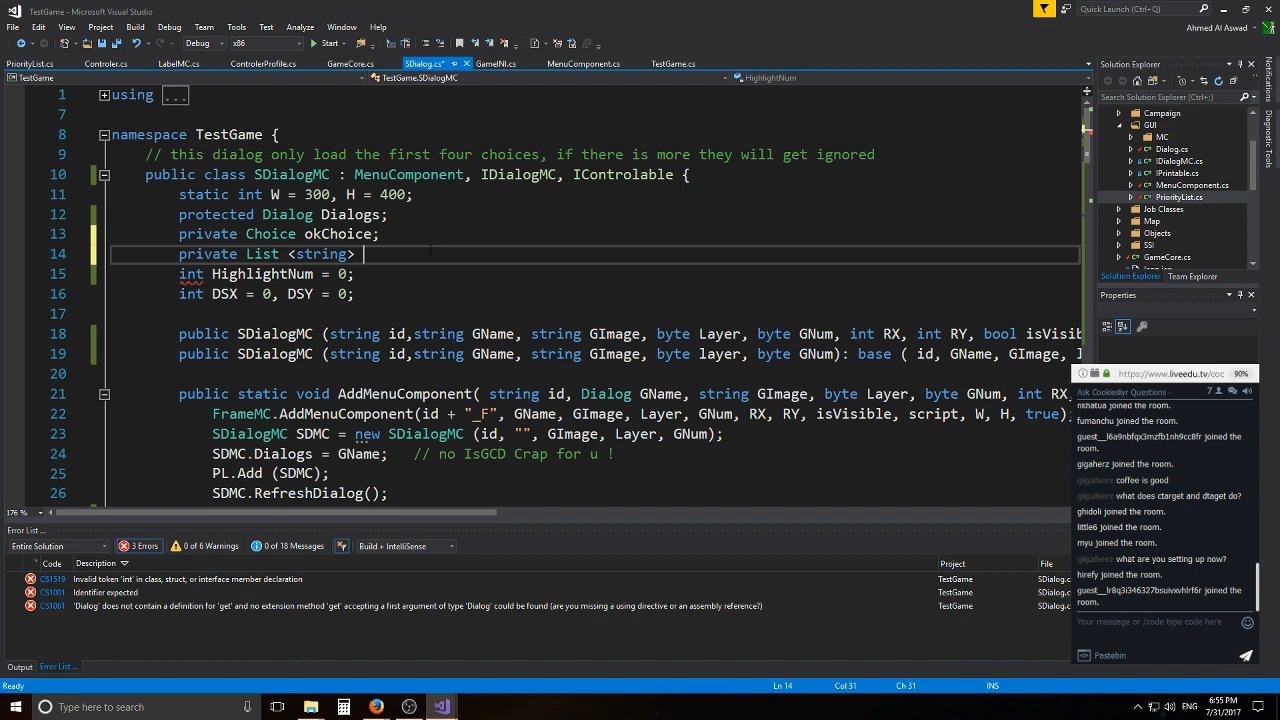 TestGame - Microsoft Visual Studio
Quick Launch (Ctrl+;)
File Edit View Project Build Debug Team Tools Architecture Test Analyze Window Help
Ahmed Al Aswad
Debug x86 Start
PriorityList.cs Controler.cs LabelMC.cs ControlerProfile.cs GameCore.cs SDialog.cs* GameINI.cs MenuComponent.cs TestGame.cs
TestGame TestGame.SDialogMC HighlightNum
1 using ...
7
8 namespace TestGame {
9 // this dialog only load the first four choices, if there is more they will get ignored
10 public class SDialogMC : MenuComponent, IDialogMC, IControlable {
11 static int W = 300, H = 400;
12 protected Dialog Dialogs;
13 private Choice okChoice;
14 private List <string>
15 int HighlightNum = 0;
16 int DSX = 0, DSY = 0;
17
18 public SDialogMC (string id,string GName, string GImage, byte Layer, byte GNum, int RX, int RY, bool isVisib
19 public SDialogMC (string id,string GName, string GImage, byte layer, byte GNum): base ( id, GName, GImage,
20
21 public static void AddMenuComponent( string id, Dialog GName, string GImage, byte Layer, byte GNum, int RX,
22 FrameMC.AddMenuComponent(id + "_F", GName, GImage, Layer, GNum, RX, RY, isVisible, script, W, H, true)
23 SDialogMC SDMC = new SDialogMC (id, "", GImage, Layer, GNum);
24 SDMC.Dialogs = GName; // no IsGCD Crap for u !
25 PL.Add (SDMC);
26 SDMC.RefreshDialog();
176 %
Solution Explorer
Search Solution Explorer (Ctrl+;)
Campaign
GUI
MC
Dialog.cs
IDialogMC.cs
IPrintable.cs
MenuComponent.cs
PriorityList.cs
Job Classes
Map
Objects
SSI
GameCore.cs
Solution Explorer Team Explorer
Properties
Notifications
Diagnostic Tools
Error List ...
Entire Solution 3 Errors 0 of 6 Warnings 0 of 18 Messages Build + IntelliSense
Code Description Project File
CS1519 Invalid token 'int' in class, struct, or interface member declaration TestGame SDialog.c
CS1001 Identifier expected TestGame SDialog.c
CS1061 'Dialog' does not contain a definition for 'get' and no extension method 'get' accepting a first argument of type 'Dialog' could be found (are you missing a using directive or an assembly reference?) TestGame SDialog.c
Output Error List ...
Ready Ln 14 Col 31 Ch 31 INS
https://www.liveedu.tv/coc 90%
Ask Cookieslyr Questions - 7
nkhatua joined the room.
fumanchu joined the room.
guest__l6a9nbfqx3mzfb1nh9cc8fr joined the
room.
gigaherz joined the room.
gigaherz coffee is good
gigaherz what does ctarget and dtaget do?
ghidoli joined the room.
little6 joined the room.
myu joined the room.
gigaherz what are you setting up now?
hirefy joined the room.
guest__lr8q3i346327bsuivxvhlrf6r joined the
room.
Your message or /code type code here
Pastebin
Type here to search
6:55 PM
7/31/2017